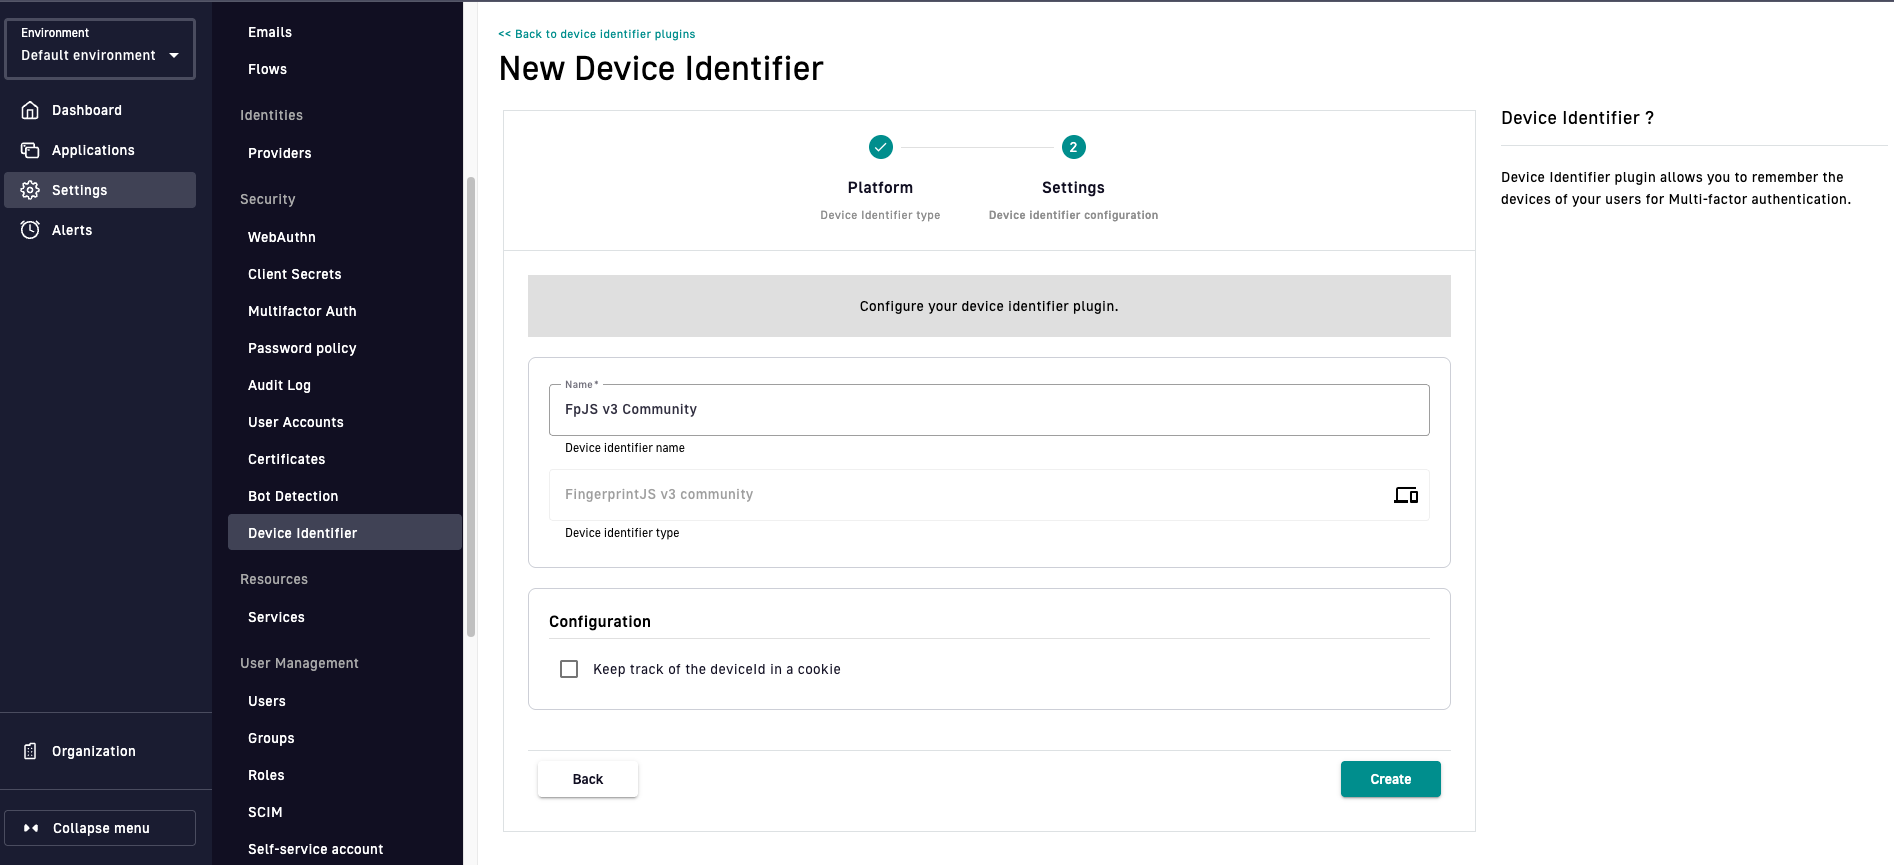 Environment
Default environment
Dashboard
Applications
Settings
Alerts
Organization
Collapse menu
Emails
Flows
Identities
Providers
Security
WebAuthn
Client Secrets
Multifactor Auth
Password policy
Audit Log
User Accounts
Certificates
Bot Detection
Device Identifier
Resources
Services
User Management
Users
Groups
Roles
SCIM
Self-service account
<< Back to device identifier plugins
New Device Identifier
2
Platform
Settings
Device Identifier type
Device identifier configuration
Configure your device identifier plugin.
Name*
FpJS v3 Community
Device identifier name
FingerprintJS v3 community
Device identifier type
Configuration
Keep track of the deviceId in a cookie
Back
Create
Device Identifier ?
Device Identifier plugin allows you to remember the
devices of your users for Multi-factor authentication.